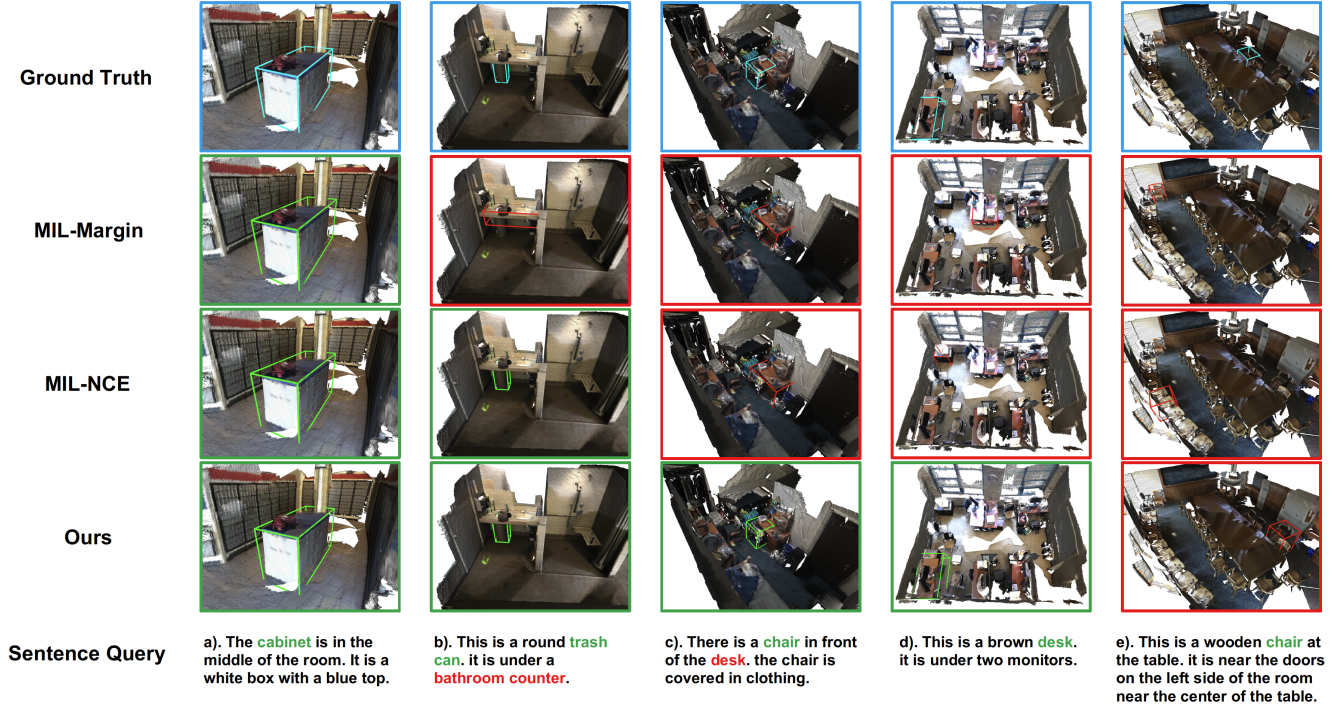 Ground Truth
MIL-Margin
MIL-NCE
Ours
Sentence Query
a). The cabinet is in the
middle of the room. It is a
white box with a blue top.
b). This is a round trash
can. it is under a
bathroom counter.
c). There is a chair in front
of the desk. the chair is
covered in clothing.
d). This is a brown desk.
it is under two monitors.
e). This is a wooden chair at
the table. it is near the doors
on the left side of the room
near the center of the table.